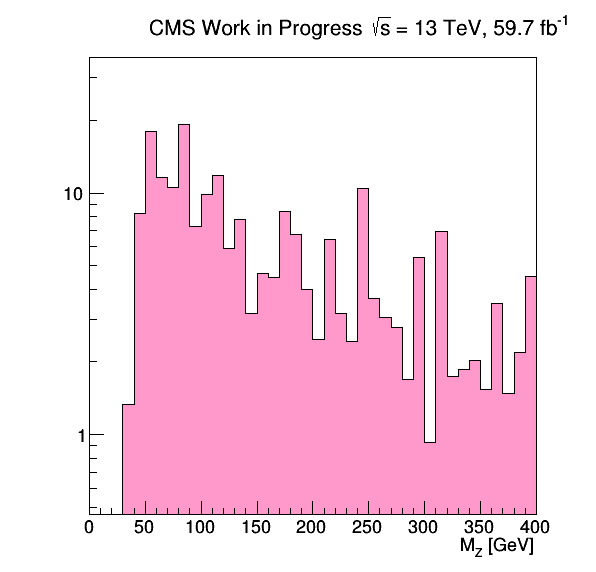 CMS Work in Progress √s = 13 TeV, 59.7 fb⁻¹
10
1
0 50 100 150 200 250 300 350 400
M_Z [GeV]